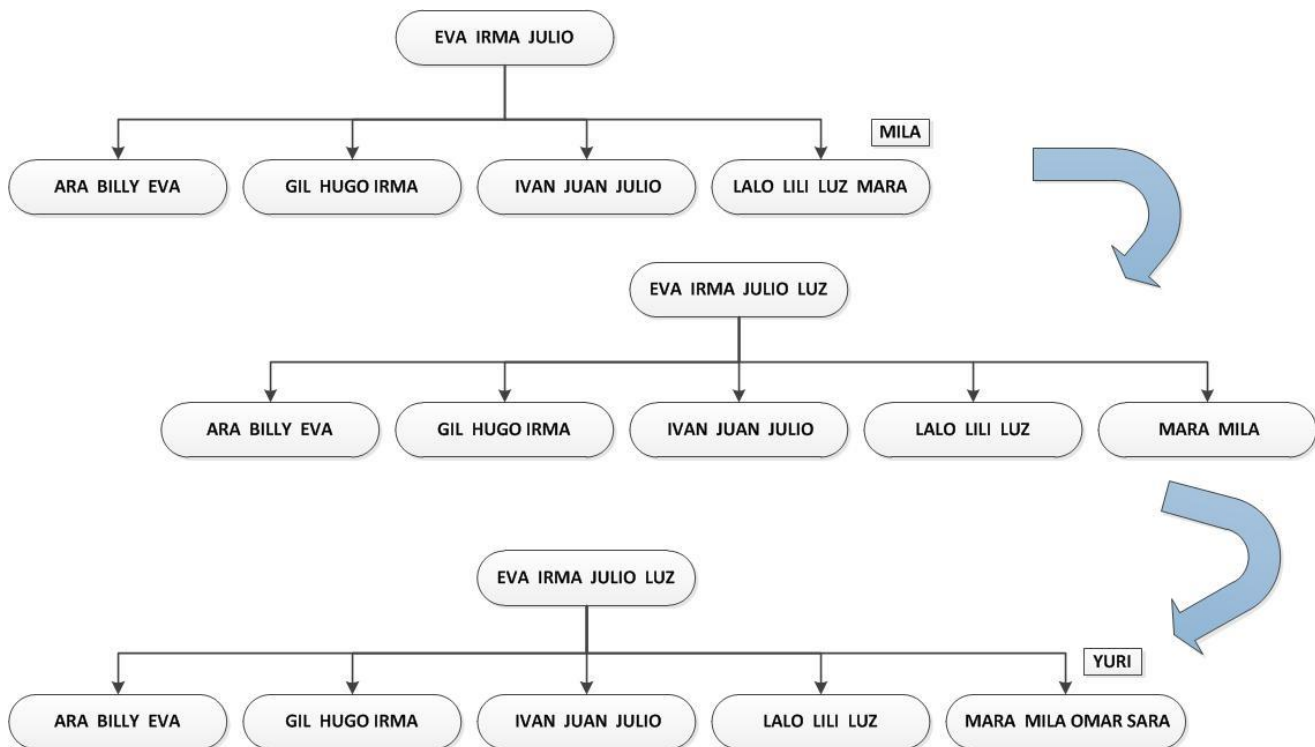 EVA IRMA JULIO
MILA
ARA BILLY EVA
GIL HUGO IRMA
IVAN JUAN JULIO
LALO LILI LUZ MARA
EVA IRMA JULIO LUZ
ARA BILLY EVA
GIL HUGO IRMA
IVAN JUAN JULIO
LALO LILI LUZ
MARA MILA
EVA IRMA JULIO LUZ
YURI
ARA BILLY EVA
GIL HUGO IRMA
IVAN JUAN JULIO
LALO LILI LUZ
MARA MILA OMAR SARA